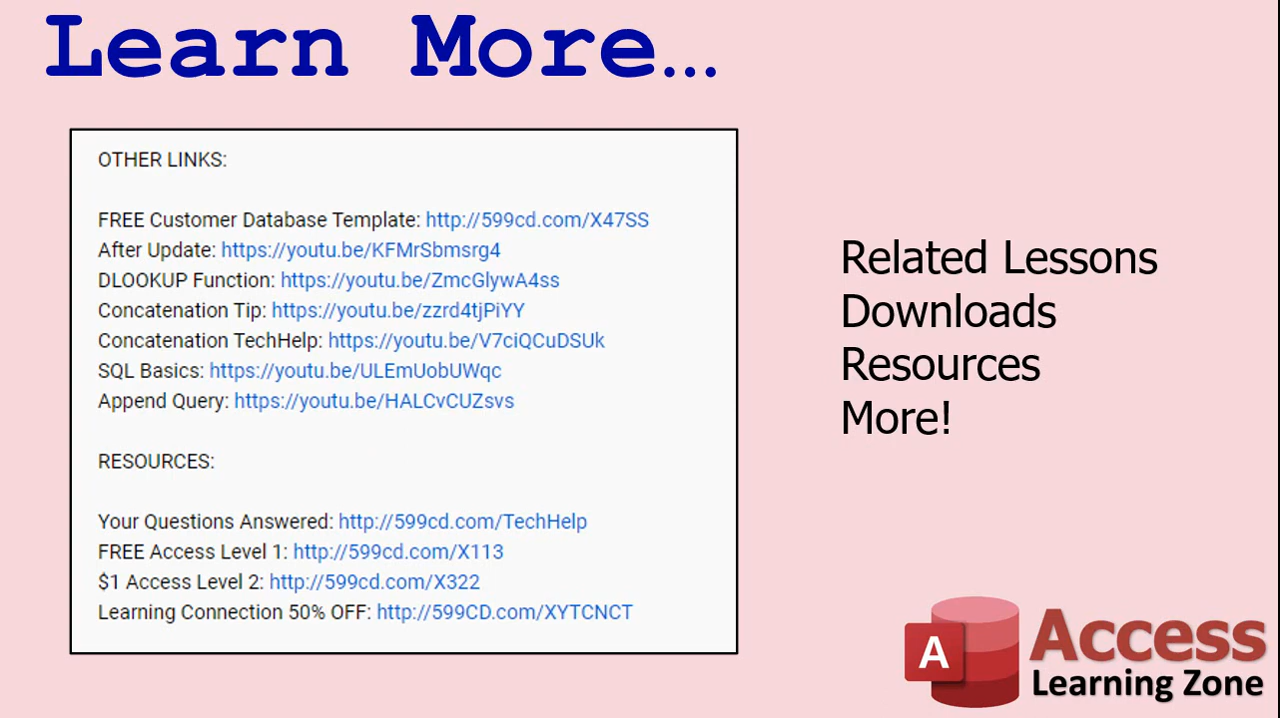 Learn More...
OTHER LINKS:
FREE Customer Database Template: http://599cd.com/X47SS
After Update: https://youtu.be/KFMrSbmsrg4
DLOOKUP Function: https://youtu.be/ZmcGlywA4ss
Concatenation Tip: https://youtu.be/zzrd4tjPiYY
Concatenation TechHelp: https://youtu.be/V7ciQCuDSUk
SQL Basics: https://youtu.be/ULEmUobUWqc
Append Query: https://youtu.be/HALCvCUZsvs
RESOURCES:
Your Questions Answered: http://599cd.com/TechHelp
FREE Access Level 1: http://599cd.com/X113
$1 Access Level 2: http://599cd.com/X322
Learning Connection 50% OFF: http://599CD.com/XYTCNCT
Related Lessons
Downloads
Resources
More!
A
Access
Learning Zone